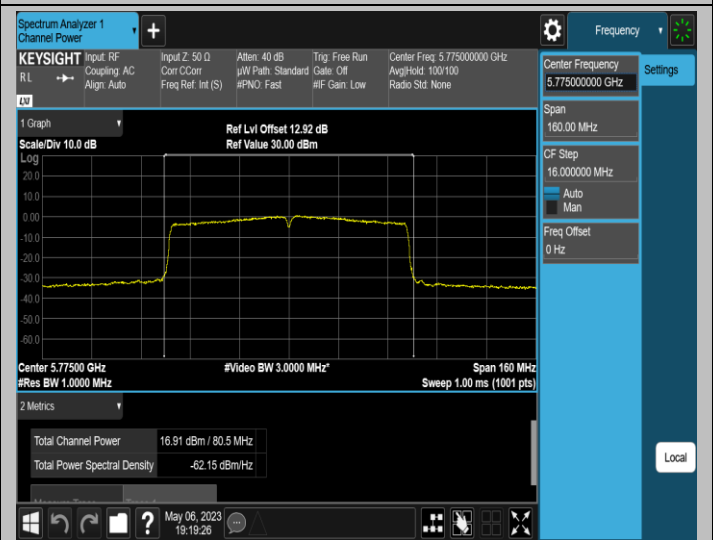 Spectrum Analyzer 1
Channel Power
+
Frequency
KEYSIGHT
RL
LXI
Input: RF
Coupling: AC
Align: Auto
Input Z: 50 Ω
Corr CCorr
Freq Ref: Int (S)
Atten: 40 dB
µW Path: Standard
#PNO: Fast
Trig: Free Run
Gate: Off
#IF Gain: Low
Center Freq: 5.775000000 GHz
Avg|Hold: 100/100
Radio Std: None
Center Frequency
5.775000000 GHz
Settings
Span
160.00 MHz
CF Step
16.000000 MHz
Auto
Man
Freq Offset
0 Hz
Local
1 Graph
Scale/Div 10.0 dB
Ref Lvl Offset 12.92 dB
Ref Value 30.00 dBm
Log
20.0
10.0
0.00
-10.0
-20.0
-30.0
-40.0
-50.0
-60.0
Center 5.77500 GHz
#Video BW 3.0000 MHz*
Span 160 MHz
#Res BW 1.0000 MHz
Sweep 1.00 ms (1001 pts)
2 Metrics
Total Channel Power 16.91 dBm / 80.5 MHz
Total Power Spectral Density -62.15 dBm/Hz
?
May 06, 2023
19:19:26